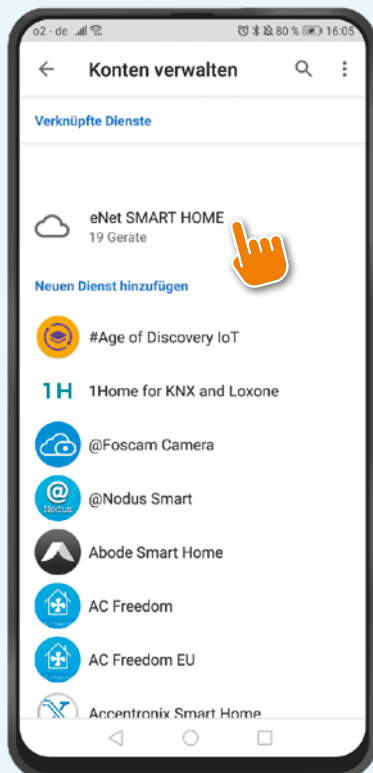 o2 - de 80 % 16:05
Konten verwalten
Verknüpfte Dienste
eNet SMART HOME
19 Geräte
Neuen Dienst hinzufügen
#Age of Discovery IoT
1H 1Home for KNX and Loxone
@Foscam Camera
@ Nodus
@Nodus Smart
Abode Smart Home
AC Freedom
AC Freedom EU
Accentronix Smart Home